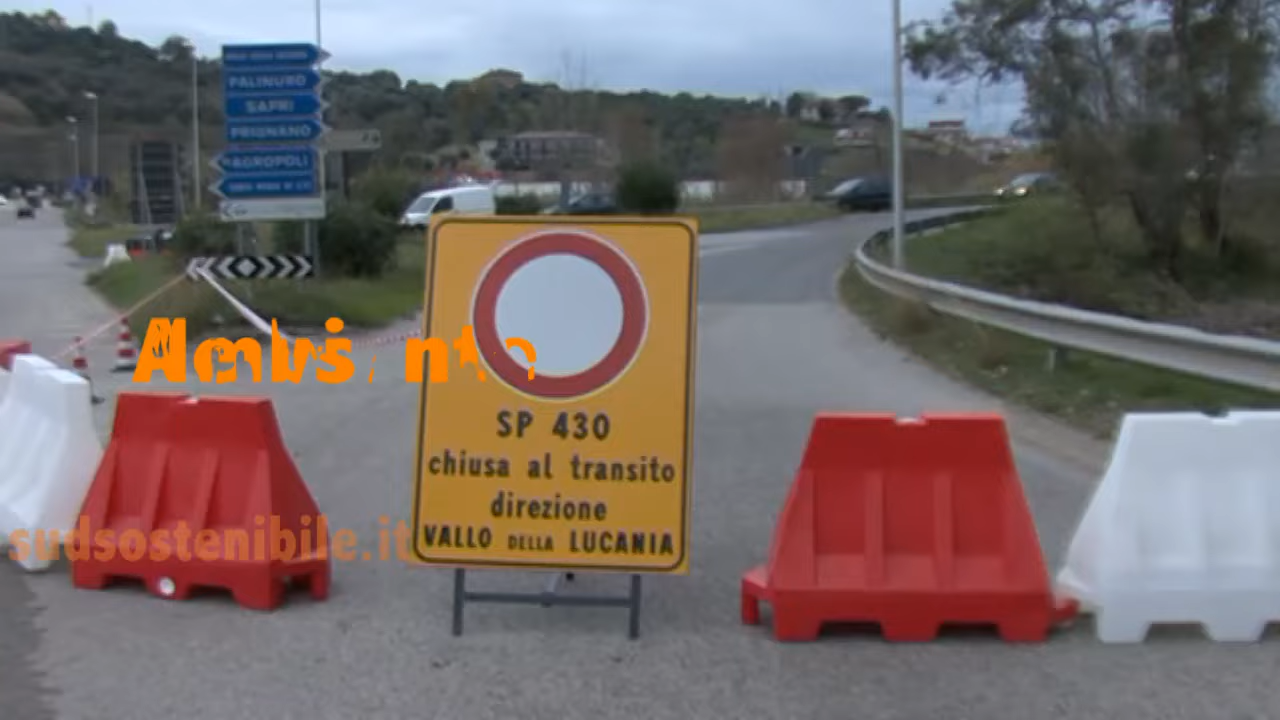 PALINURO
SAPRI
PRIGNANO
AGROPOLI
SP 430
chiusa al transito
direzione
VALLO DELLA LUCANIA
sudsostenibile.it